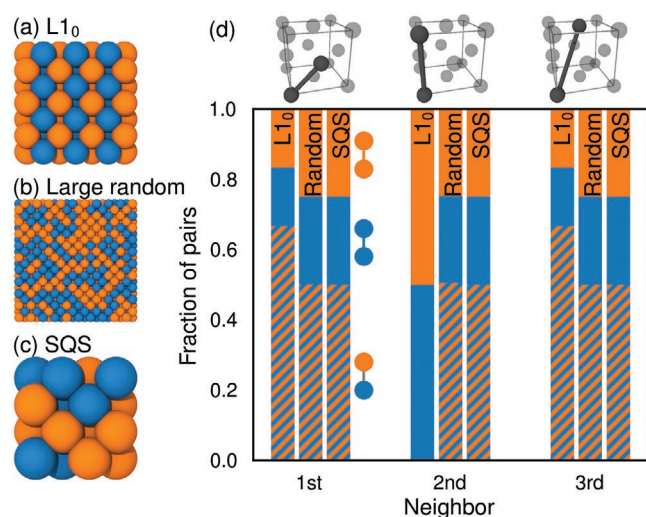 (a) L1₀
(b) Large random
(c) SQS
(d)
Fraction of pairs
1.0
0.8
0.6
0.4
0.2
0.0
L1₀
Random
SQS
L1₀
Random
SQS
L1₀
Random
SQS
1st
2nd
3rd
Neighbor